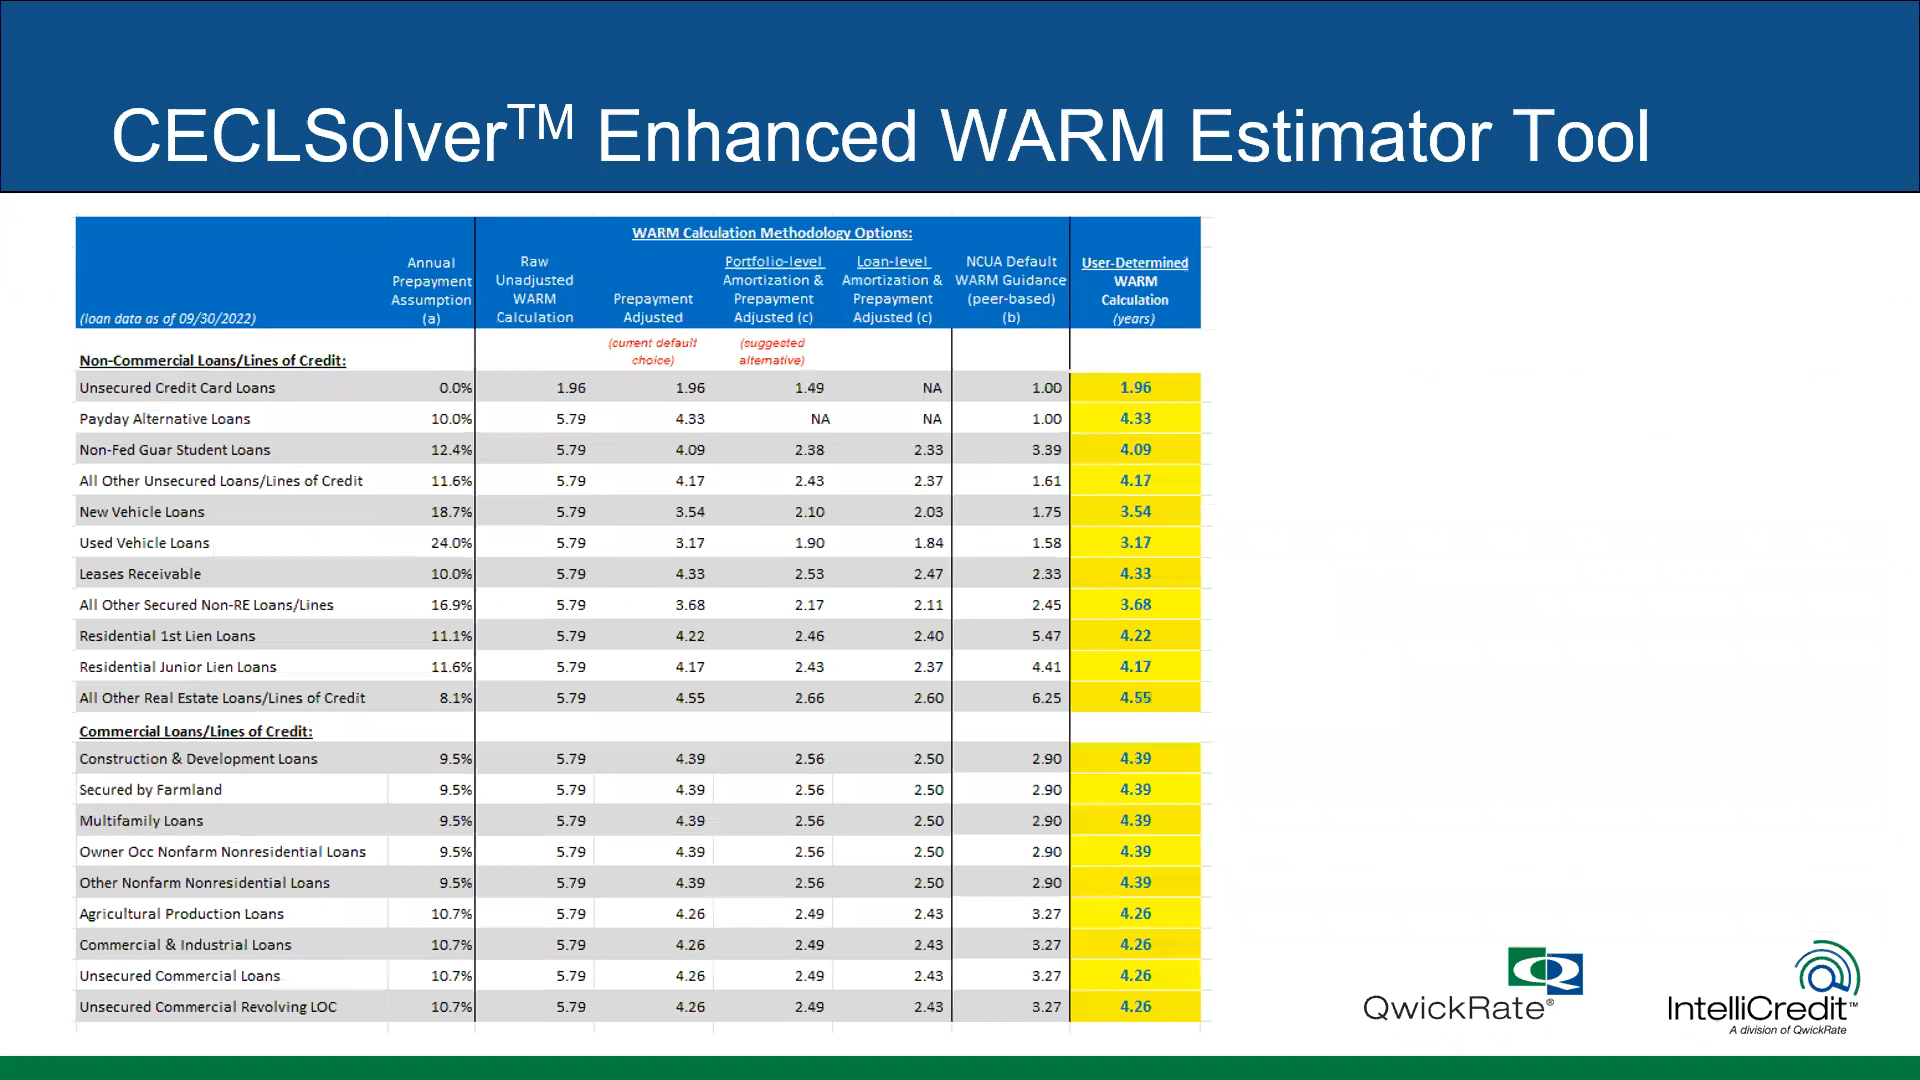 CECLSolver™ Enhanced WARM Estimator Tool
WARM Calculation Methodology Options:
(loan data as of 09/30/2022)
Annual Prepayment Assumption (a)
Raw Unadjusted WARM Calculation
Prepayment Adjusted
Portfolio-level Amortization & Prepayment Adjusted (c)
Loan-level Amortization & Prepayment Adjusted (c)
NCUA Default WARM Guidance (peer-based) (b)
User-Determined WARM Calculation (years)
(current default choice)
(suggested alternative)
Non-Commercial Loans/Lines of Credit:
Unsecured Credit Card Loans 0.0% 1.96 1.96 1.49 NA 1.00 1.96
Payday Alternative Loans 10.0% 5.79 4.33 NA NA 1.00 4.33
Non-Fed Guar Student Loans 12.4% 5.79 4.09 2.38 2.33 3.39 4.09
All Other Unsecured Loans/Lines of Credit 11.6% 5.79 4.17 2.43 2.37 1.61 4.17
New Vehicle Loans 18.7% 5.79 3.54 2.10 2.03 1.75 3.54
Used Vehicle Loans 24.0% 5.79 3.17 1.90 1.84 1.58 3.17
Leases Receivable 10.0% 5.79 4.33 2.53 2.47 2.33 4.33
All Other Secured Non-RE Loans/Lines 16.9% 5.79 3.68 2.17 2.11 2.45 3.68
Residential 1st Lien Loans 11.1% 5.79 4.22 2.46 2.40 5.47 4.22
Residential Junior Lien Loans 11.6% 5.79 4.17 2.43 2.37 4.41 4.17
All Other Real Estate Loans/Lines of Credit 8.1% 5.79 4.55 2.66 2.60 6.25 4.55
Commercial Loans/Lines of Credit:
Construction & Development Loans 9.5% 5.79 4.39 2.56 2.50 2.90 4.39
Secured by Farmland 9.5% 5.79 4.39 2.56 2.50 2.90 4.39
Multifamily Loans 9.5% 5.79 4.39 2.56 2.50 2.90 4.39
Owner Occ Nonfarm Nonresidential Loans 9.5% 5.79 4.39 2.56 2.50 2.90 4.39
Other Nonfarm Nonresidential Loans 9.5% 5.79 4.39 2.56 2.50 2.90 4.39
Agricultural Production Loans 10.7% 5.79 4.26 2.49 2.43 3.27 4.26
Commercial & Industrial Loans 10.7% 5.79 4.26 2.49 2.43 3.27 4.26
Unsecured Commercial Loans 10.7% 5.79 4.26 2.49 2.43 3.27 4.26
Unsecured Commercial Revolving LOC 10.7% 5.79 4.26 2.49 2.43 3.27 4.26
QwickRate®
IntelliCredit™
A division of QwickRate